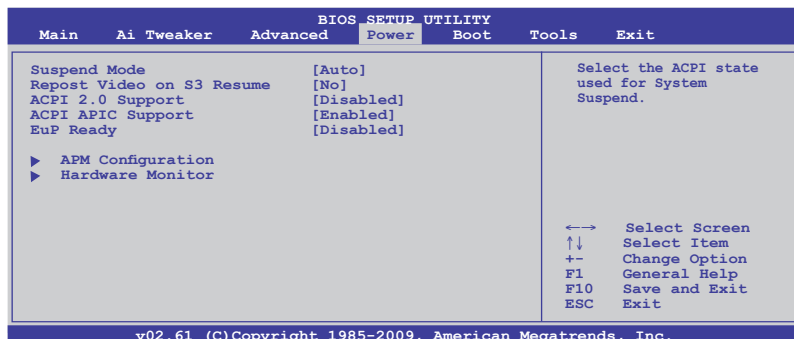 BIOS SETUP UTILITY
Main Ai Tweaker Advanced Power Boot Tools Exit
Suspend Mode [Auto]
Repost Video on S3 Resume [No]
ACPI 2.0 Support [Disabled]
ACPI APIC Support [Enabled]
EuP Ready [Disabled]
▶ APM Configuration
▶ Hardware Monitor
Select the ACPI state
used for System
Suspend.
←→ Select Screen
↑↓ Select Item
+- Change Option
F1 General Help
F10 Save and Exit
ESC Exit
v02.61 (C)Copyright 1985-2009, American Megatrends, Inc.